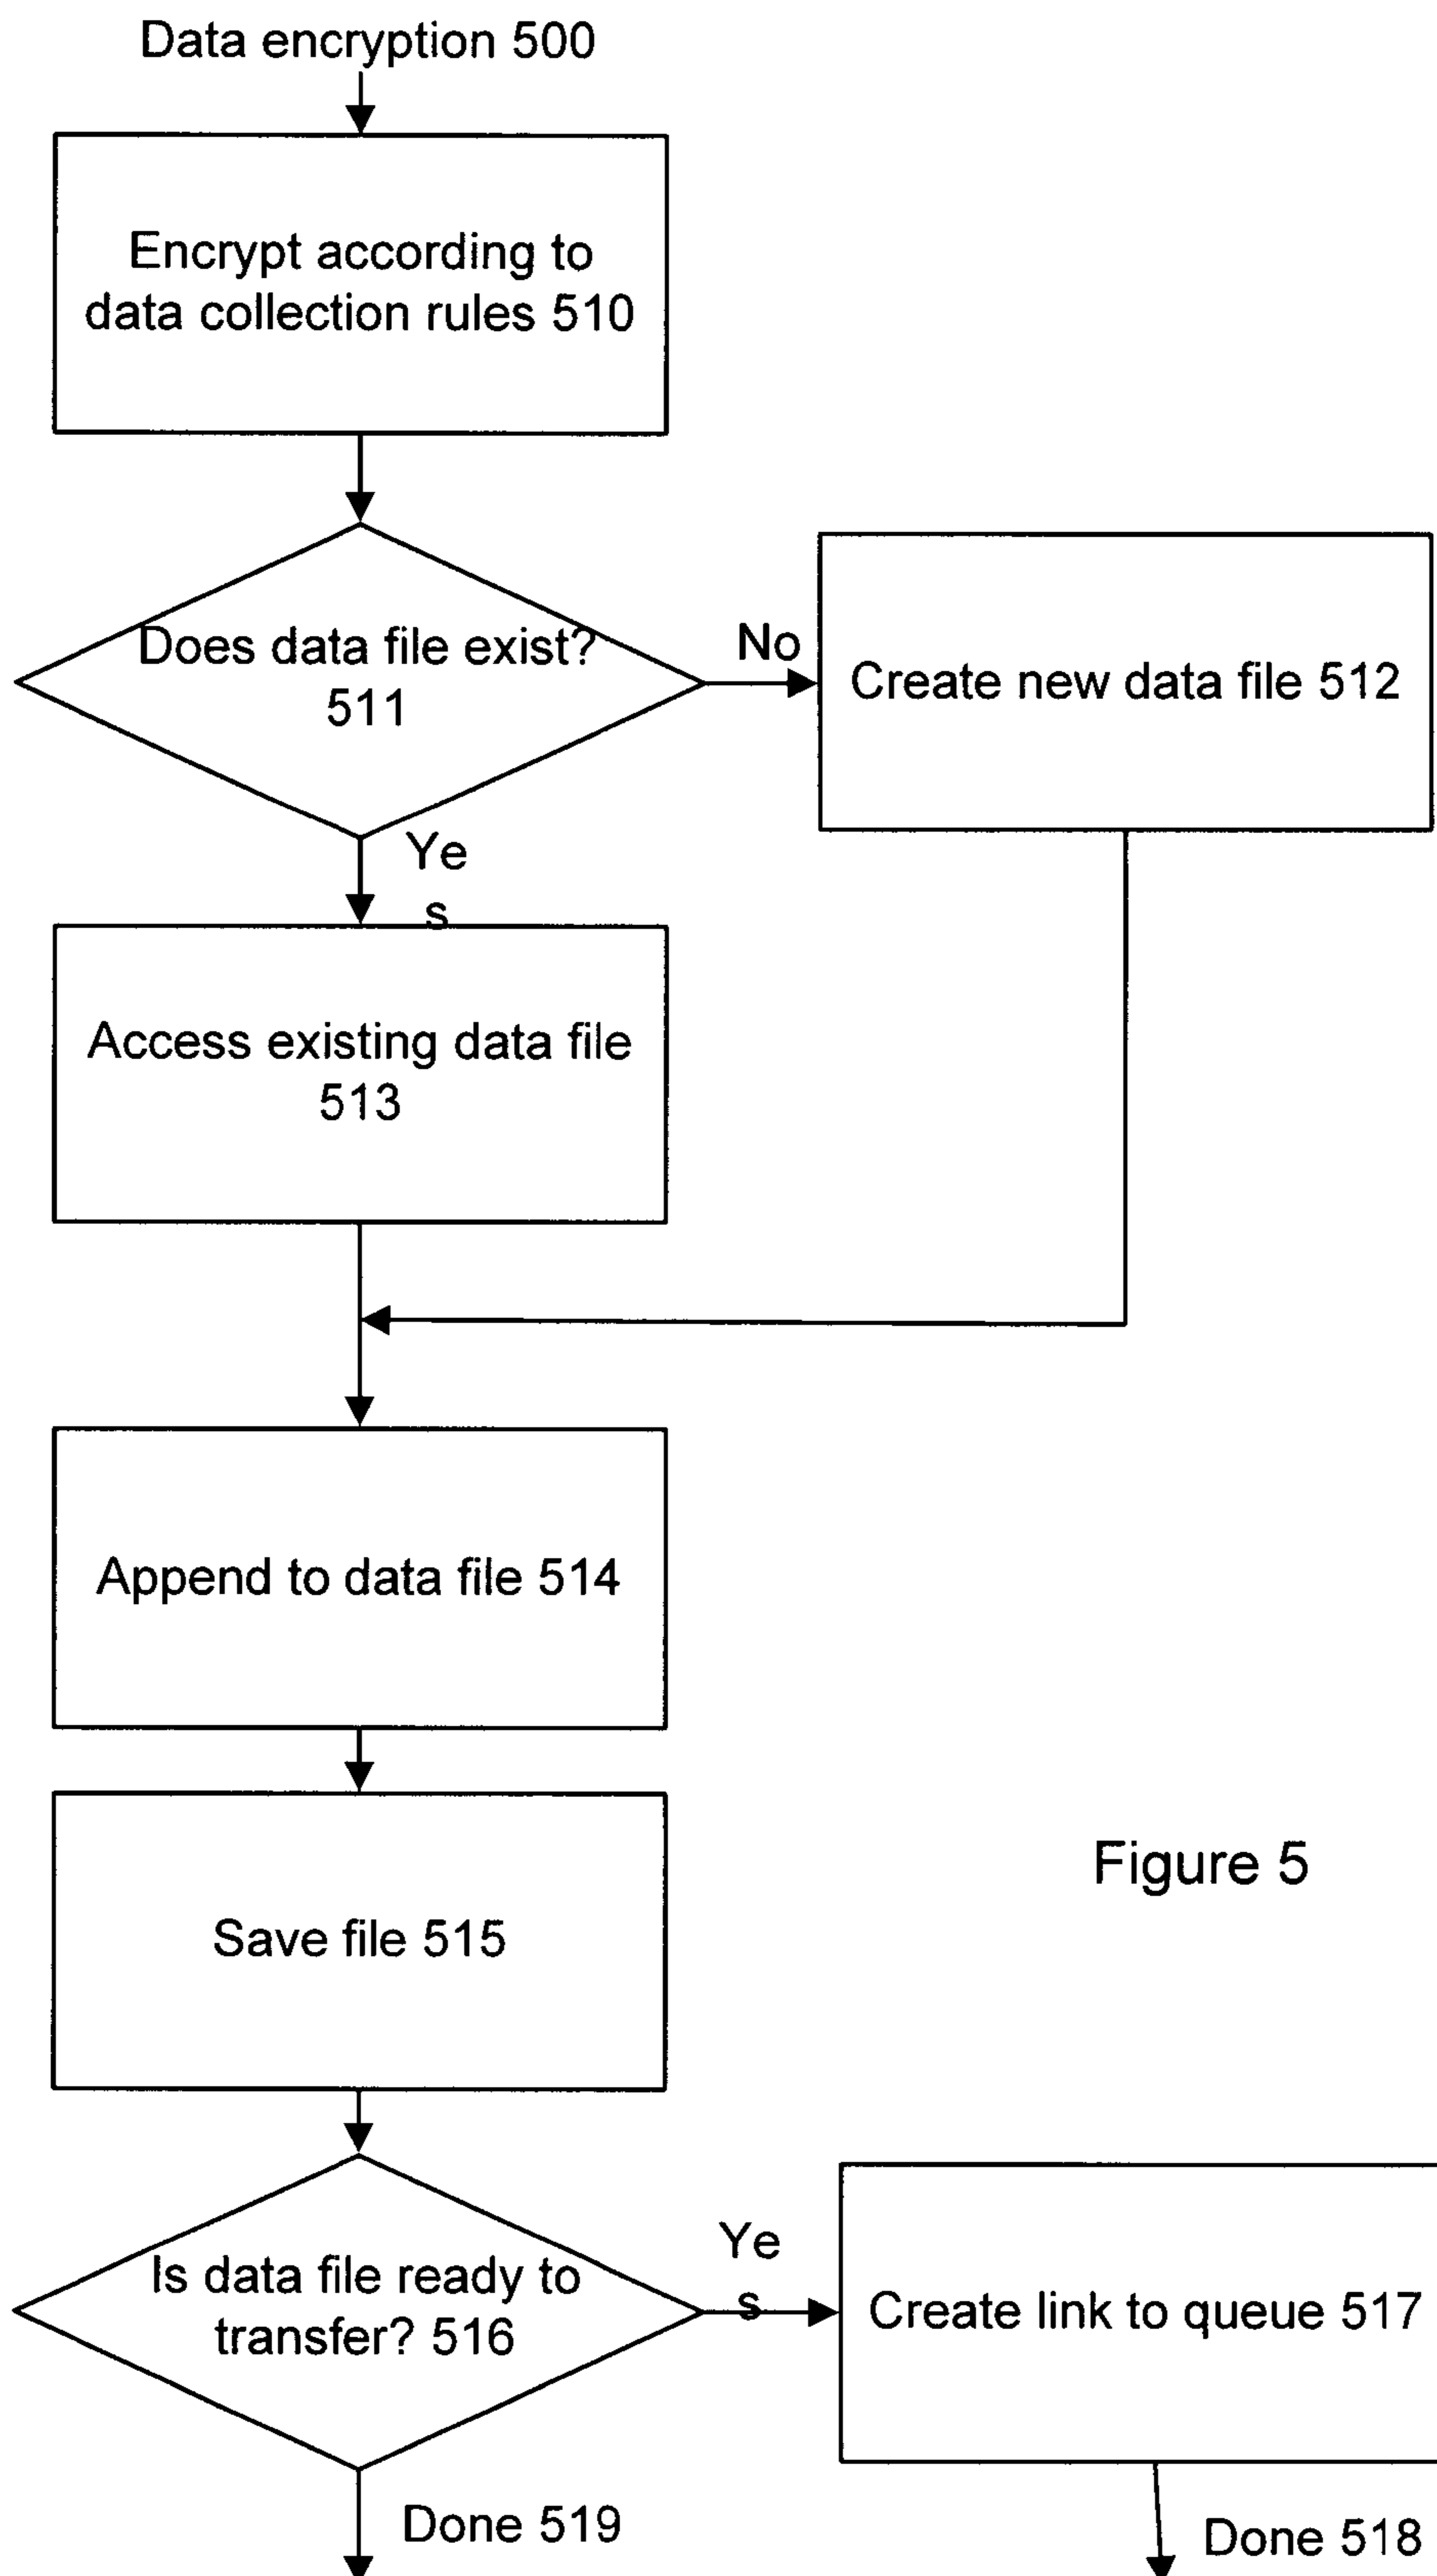 Data encryption 500
Encrypt according to
data collection rules 510
Does data file exist?
511
No
Create new data file 512
Ye
s
Access existing data file
513
Append to data file 514
Save file 515
Figure 5
Is data file ready to
transfer? 516
Ye
s
Create link to queue 517
Done 519
Done 518